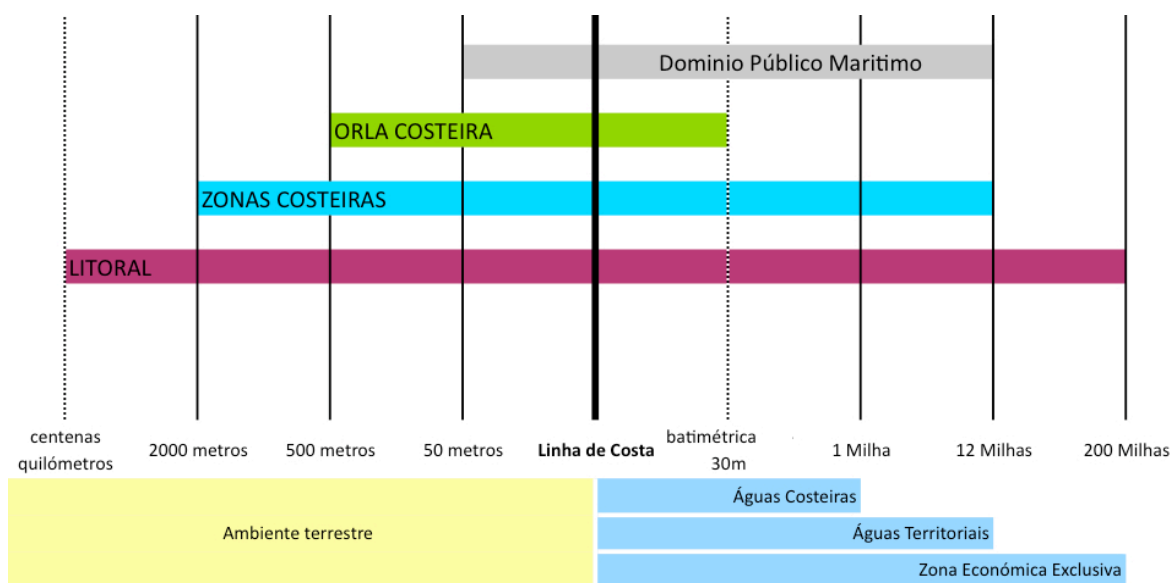 Dominio Público Maritimo
ORLA COSTEIRA
ZONAS COSTEIRAS
LITORAL
centenas
quilómetros
2000 metros
500 metros
50 metros
Linha de Costa
batimétrica
30m
1 Milha
12 Milhas
200 Milhas
Ambiente terrestre
Águas Costeiras
Águas Territoriais
Zona Económica Exclusiva